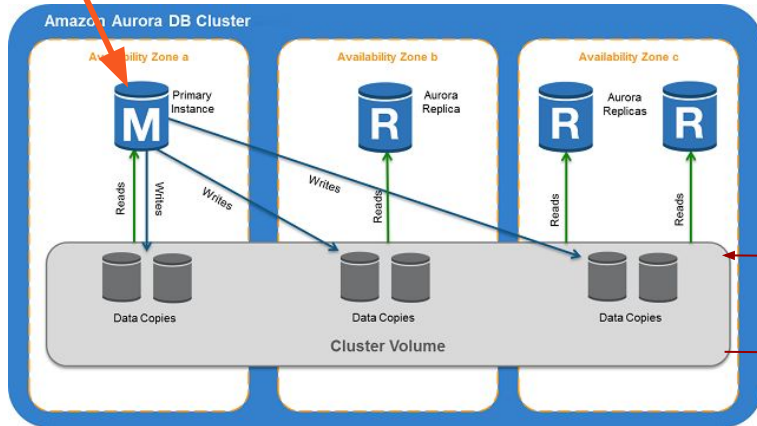 Amazon Aurora DB Cluster
Availability Zone a
Availability Zone b
Availability Zone c
Primary
Instance
M
Aurora
Replica
R
Aurora
Replicas
R
R
Reads
Writes
Writes
Writes
Reads
Reads
Reads
Data Copies
Data Copies
Data Copies
Cluster Volume